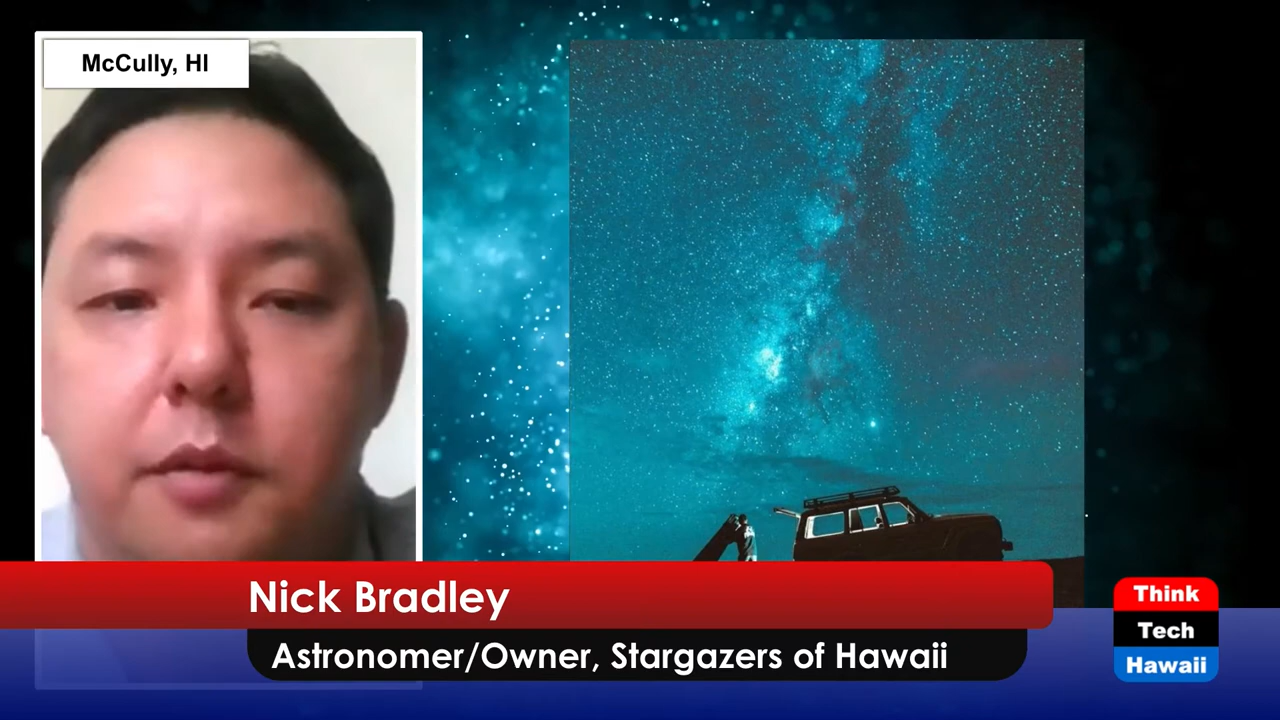 McCully, HI
Nick Bradley
Astronomer/Owner, Stargazers of Hawaii
Think
Tech
Hawaii